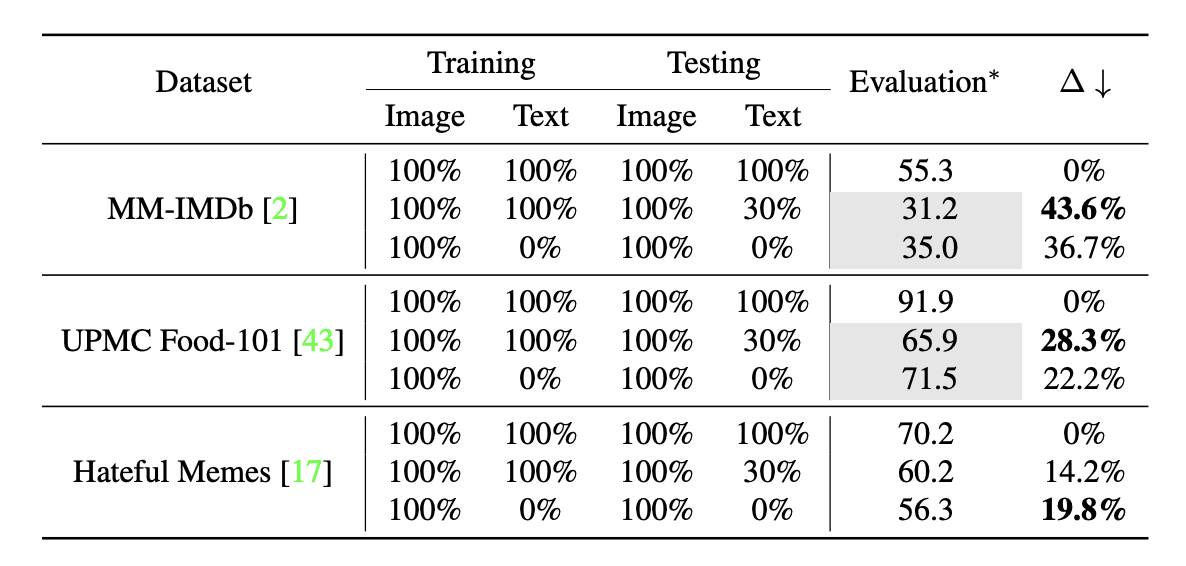 Dataset Training Testing Evaluation* Δ ↓
Image Text Image Text
MM-IMDb [2] 100% 100% 100% 100% 55.3 0%
100% 100% 100% 30% 31.2 43.6%
100% 0% 100% 0% 35.0 36.7%
UPMC Food-101 [43] 100% 100% 100% 100% 91.9 0%
100% 100% 100% 30% 65.9 28.3%
100% 0% 100% 0% 71.5 22.2%
Hateful Memes [17] 100% 100% 100% 100% 70.2 0%
100% 100% 100% 30% 60.2 14.2%
100% 0% 100% 0% 56.3 19.8%